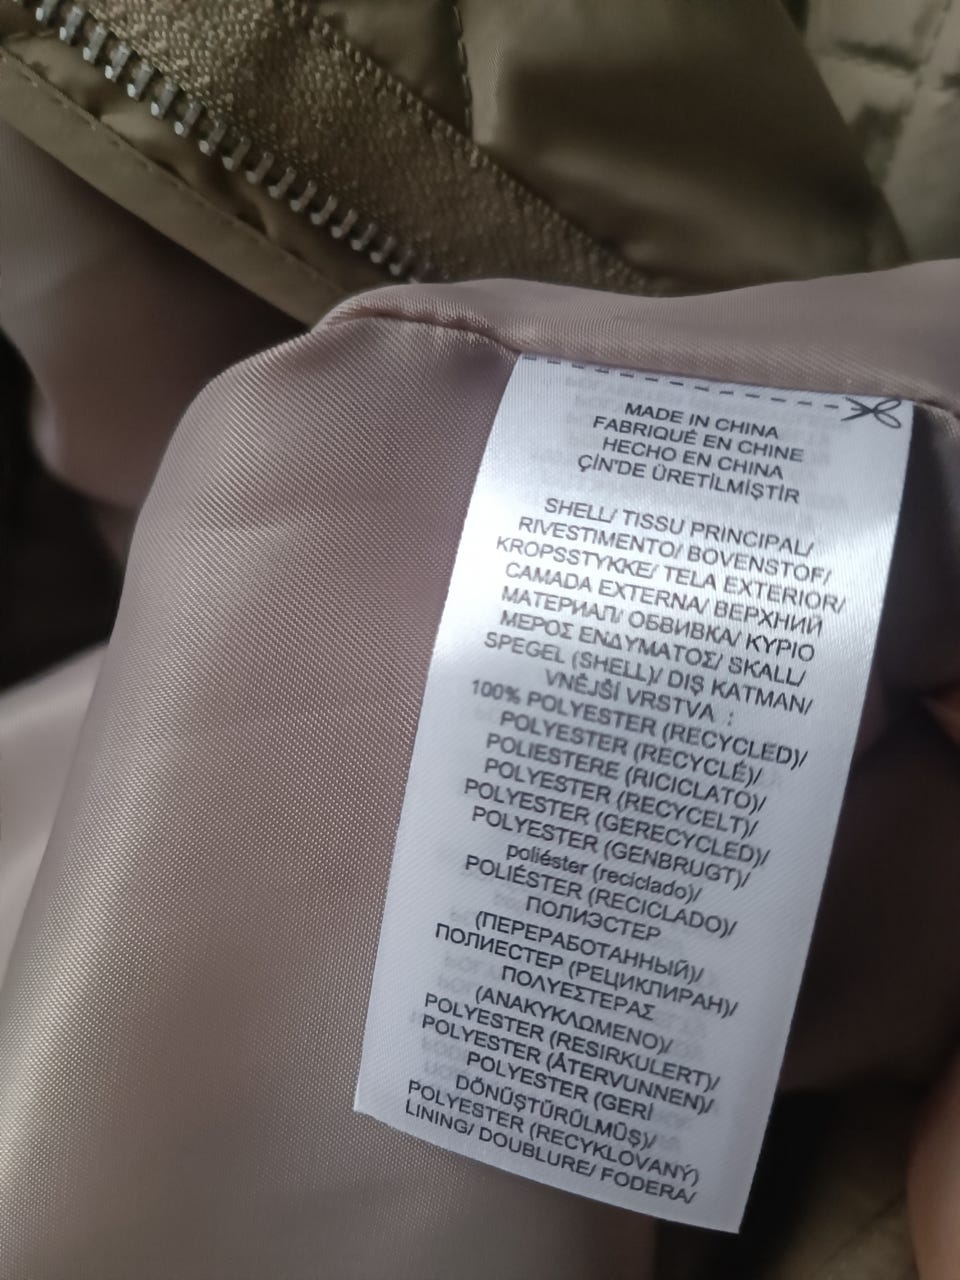 MADE IN CHINA
FABRIQUÉ EN CHINE
HECHO EN CHINA
ÇİN'DE ÜRETİLMİŞTİR
SHELL/ TISSU PRINCIPAL/
RIVESTIMENTO/ BOVENSTOF/
KROPSSTYKKE/ TELA EXTERIOR/
CAMADA EXTERNA/ ВЕРХНИЙ
МАТЕРИАЛ/ ОБВИВКА/ ΚΥΡΙΟ
ΜΕΡΟΣ ΕΝΔΥΜΑΤΟΣ/ SKALL/
SPEGEL (SHELL)/ DIŞ KATMAN/
VNĚJŠÍ VRSTVA :
100% POLYESTER (RECYCLED)/
POLYESTER (RECYCLÉ)/
POLIESTERE (RICICLATO)/
POLYESTER (RECYCELT)/
POLYESTER (GERECYCLED)/
POLYESTER (GENBRUGT)/
poliéster (reciclado)/
POLIÉSTER (RECICLADO)/
ПОЛИЭСТЕР
(ПЕРЕРАБОТАННЫЙ)/
ПОЛИЕСТЕР (РЕЦИКЛИРАН)/
ΠΟΛΥΕΣΤΕΡΑΣ
(ΑΝΑΚΥΚΛΩΜΕΝΟ)/
POLYESTER (RESIRKULERT)/
POLYESTER (ÅTERVUNNEN)/
POLYESTER (GERİ
DÖNÜŞTÜRÜLMÜŞ)/
POLYESTER (RECYKLOVANÝ)
LINING/ DOUBLURE/ FODERA/